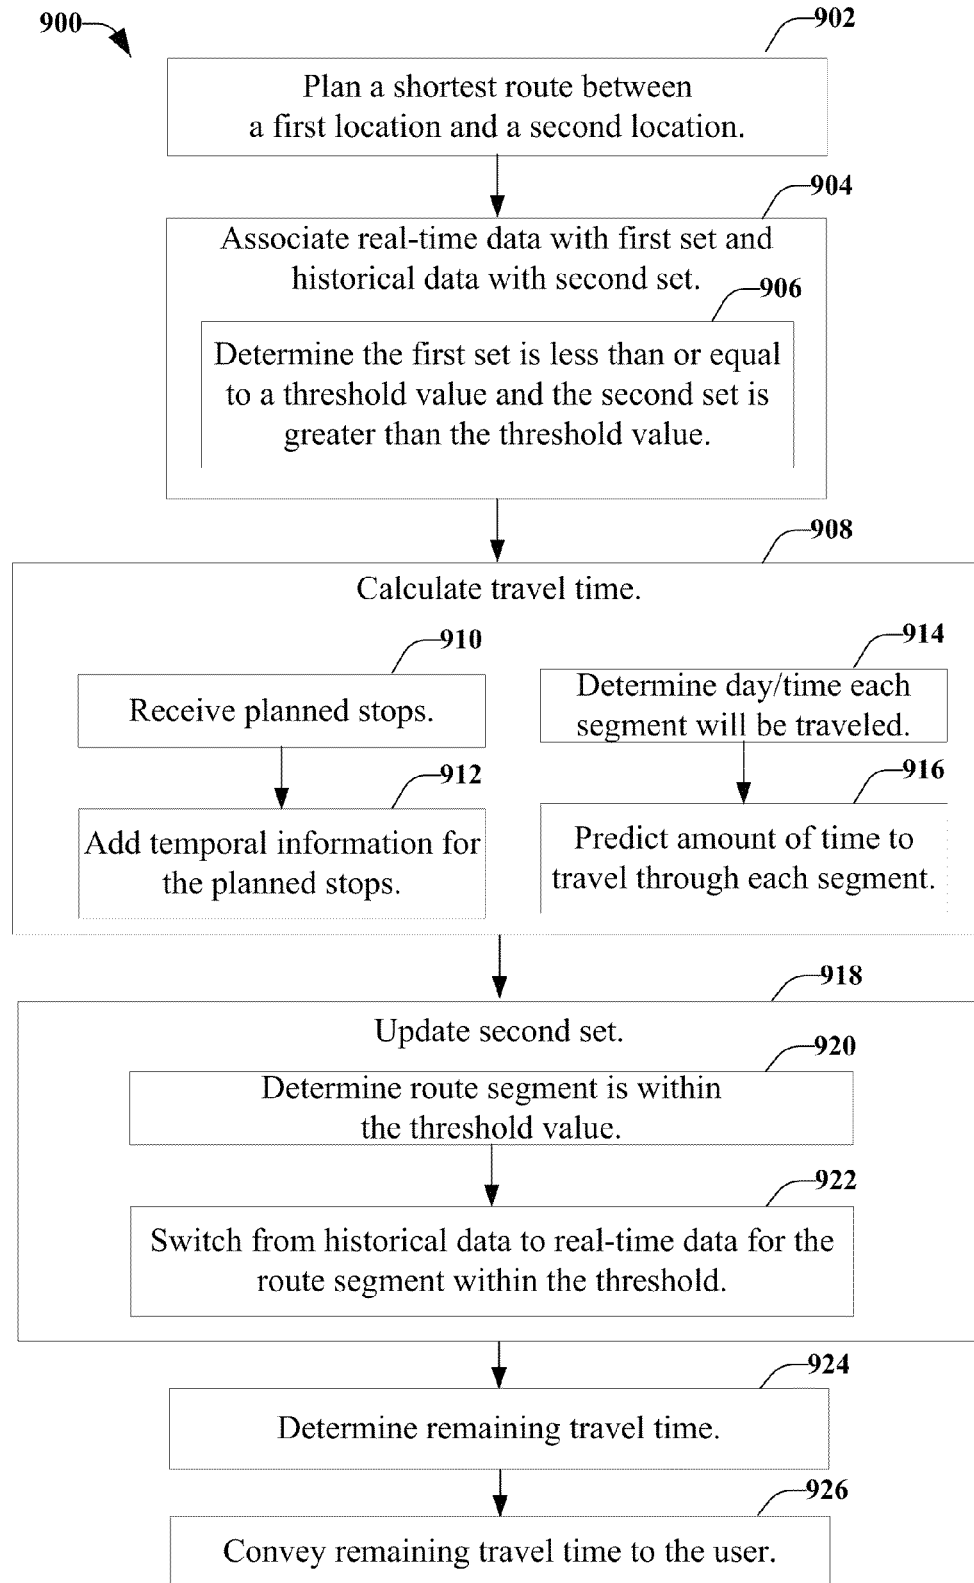 900
902
Plan a shortest route between
a first location and a second location.
904
Associate real-time data with first set and
historical data with second set.
906
Determine the first set is less than or equal
to a threshold value and the second set is
greater than the threshold value.
908
Calculate travel time.
910
Receive planned stops.
912
Add temporal information for
the planned stops.
914
Determine day/time each
segment will be traveled.
916
Predict amount of time to
travel through each segment.
918
Update second set.
920
Determine route segment is within
the threshold value.
922
Switch from historical data to real-time data for the
route segment within the threshold.
924
Determine remaining travel time.
926
Convey remaining travel time to the user.